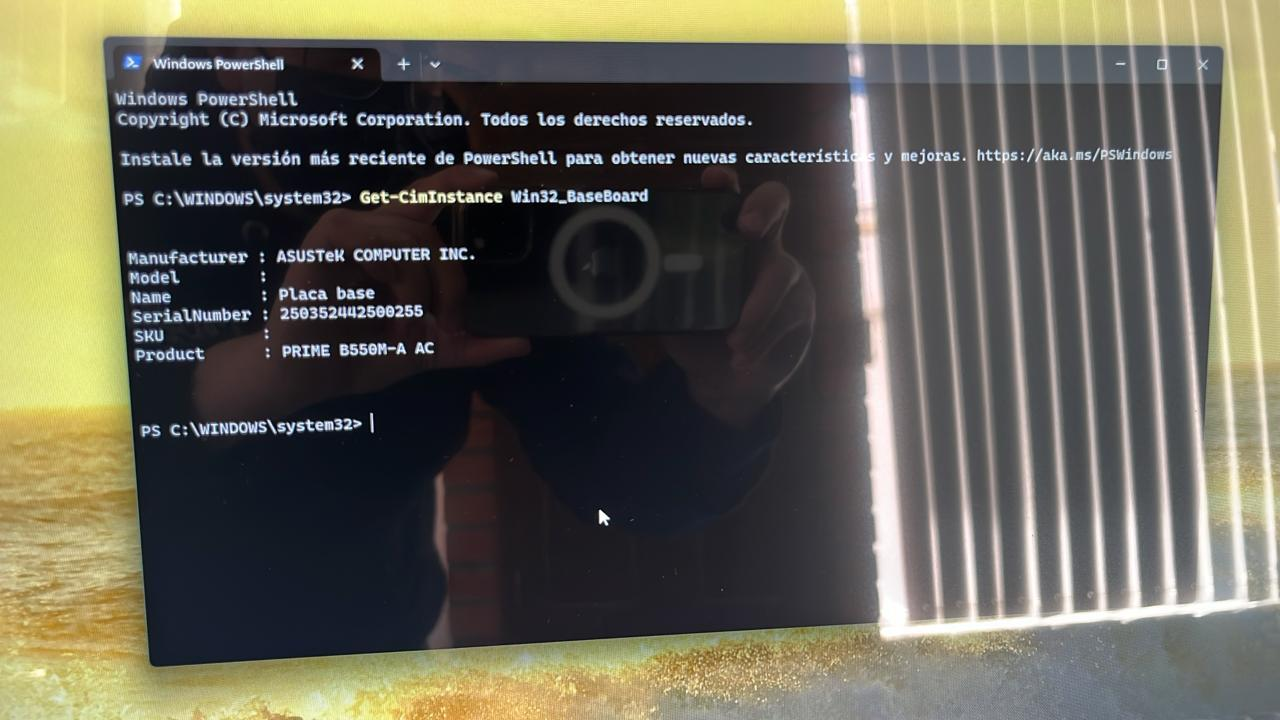 Windows PowerShell
Windows PowerShell
Copyright (C) Microsoft Corporation. Todos los derechos reservados.
Instale la versión más reciente de PowerShell para obtener nuevas características y mejoras. https://aka.ms/PSWindows
PS C:\WINDOWS\system32> Get-CimInstance Win32_BaseBoard
Manufacturer : ASUSTeK COMPUTER INC.
Model :
Name : Placa base
SerialNumber : 250352442500255
SKU :
Product : PRIME B550M-A AC
PS C:\WINDOWS\system32>